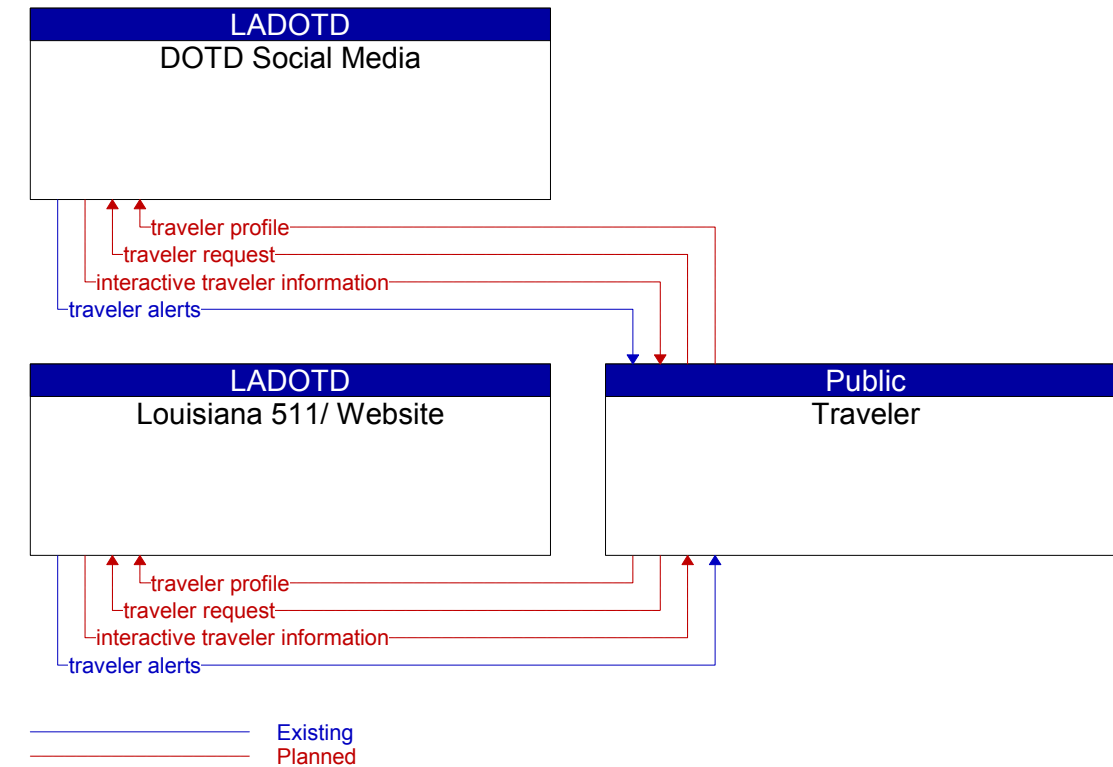 LADOTD
DOTD Social Media
traveler profile
traveler request
interactive traveler information
traveler alerts
LADOTD
Louisiana 511/ Website
Public
Traveler
traveler profile
traveler request
interactive traveler information
traveler alerts
Existing
Planned